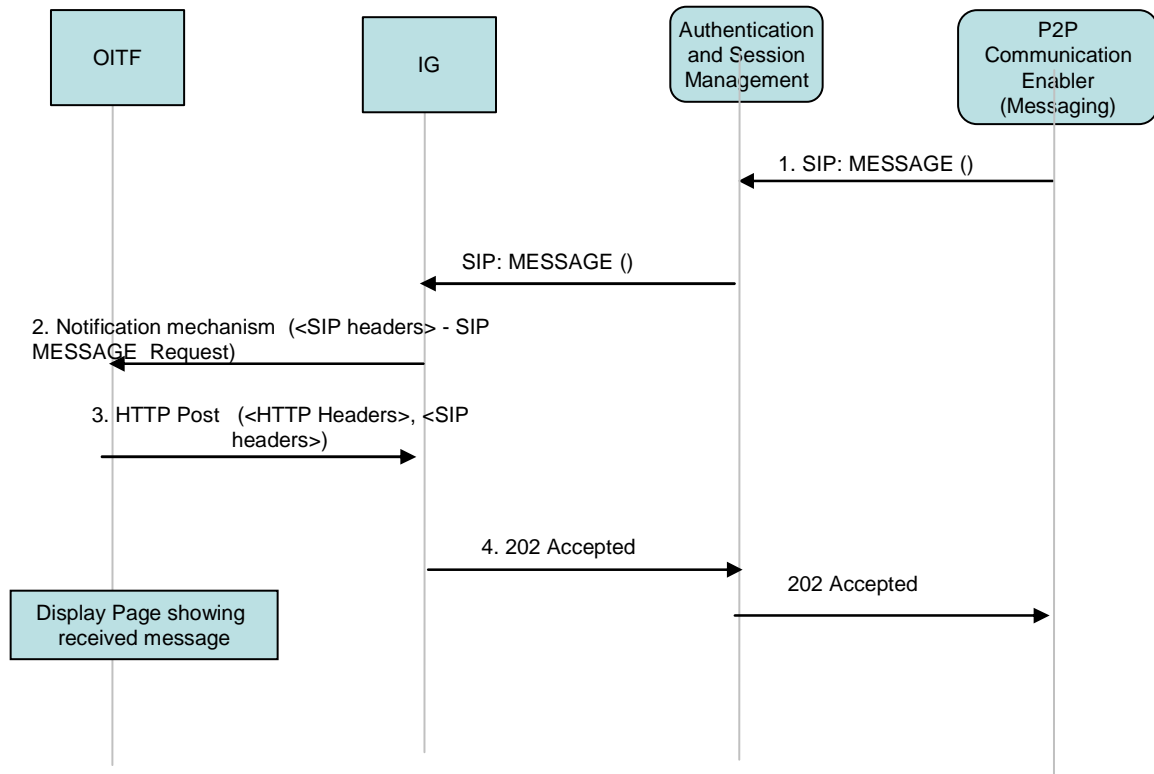 OITF
IG
Authentication
and Session
Management
P2P
Communication
Enabler
(Messaging)
1. SIP: MESSAGE ()
SIP: MESSAGE ()
2. Notification mechanism (<SIP headers> - SIP
MESSAGE Request)
3. HTTP Post (<HTTP Headers>, <SIP
headers>)
4. 202 Accepted
202 Accepted
Display Page showing
received message